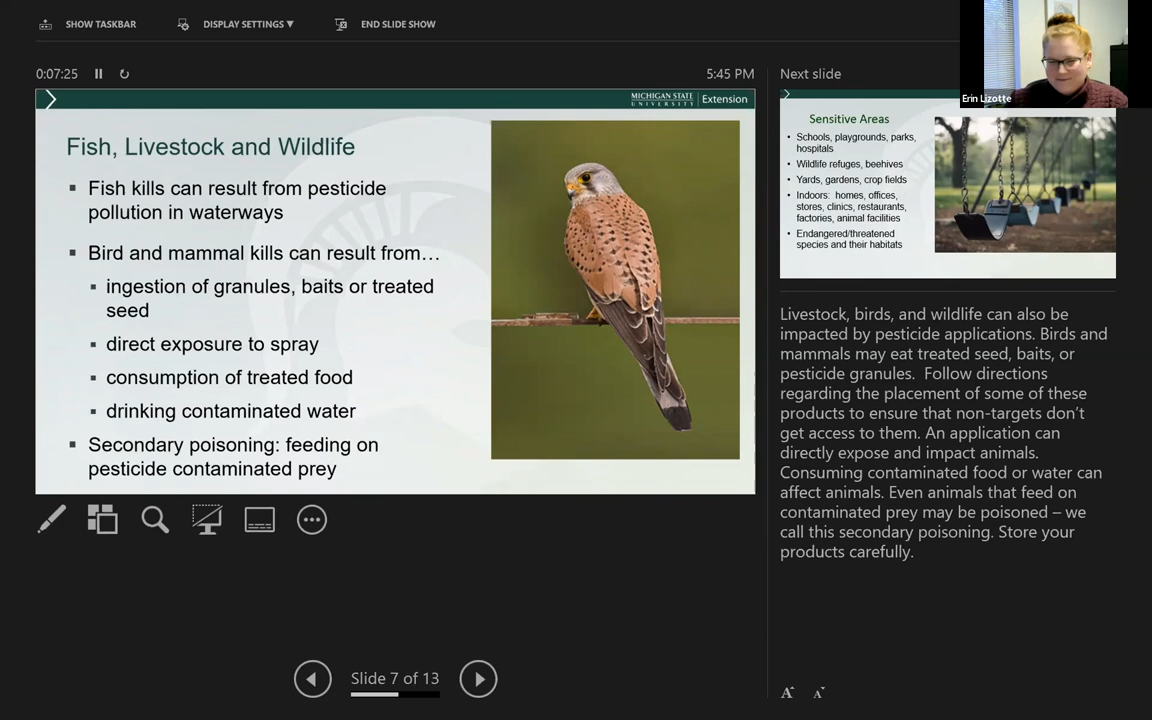 SHOW TASKBAR
DISPLAY SETTINGS ▼
END SLIDE SHOW
0:07:25
5:45 PM
Next slide
Erin Lizotte
MICHIGAN STATE
UNIVERSITY
Extension
Fish, Livestock and Wildlife
▪ Fish kills can result from pesticide
pollution in waterways
▪ Bird and mammal kills can result from…
▪ ingestion of granules, baits or treated
seed
▪ direct exposure to spray
▪ consumption of treated food
▪ drinking contaminated water
▪ Secondary poisoning: feeding on
pesticide contaminated prey
Sensitive Areas
• Schools, playgrounds, parks,
hospitals
• Wildlife refuges, beehives
• Yards, gardens, crop fields
• Indoors: homes, offices,
stores, clinics, restaurants,
factories, animal facilities
• Endangered/threatened
species and their habitats
Livestock, birds, and wildlife can also be
impacted by pesticide applications. Birds and
mammals may eat treated seed, baits, or
pesticide granules.  Follow directions
regarding the placement of some of these
products to ensure that non-targets don't
get access to them. An application can
directly expose and impact animals.
Consuming contaminated food or water can
affect animals. Even animals that feed on
contaminated prey may be poisoned – we
call this secondary poisoning. Store your
products carefully.
Slide 7 of 13
A
A